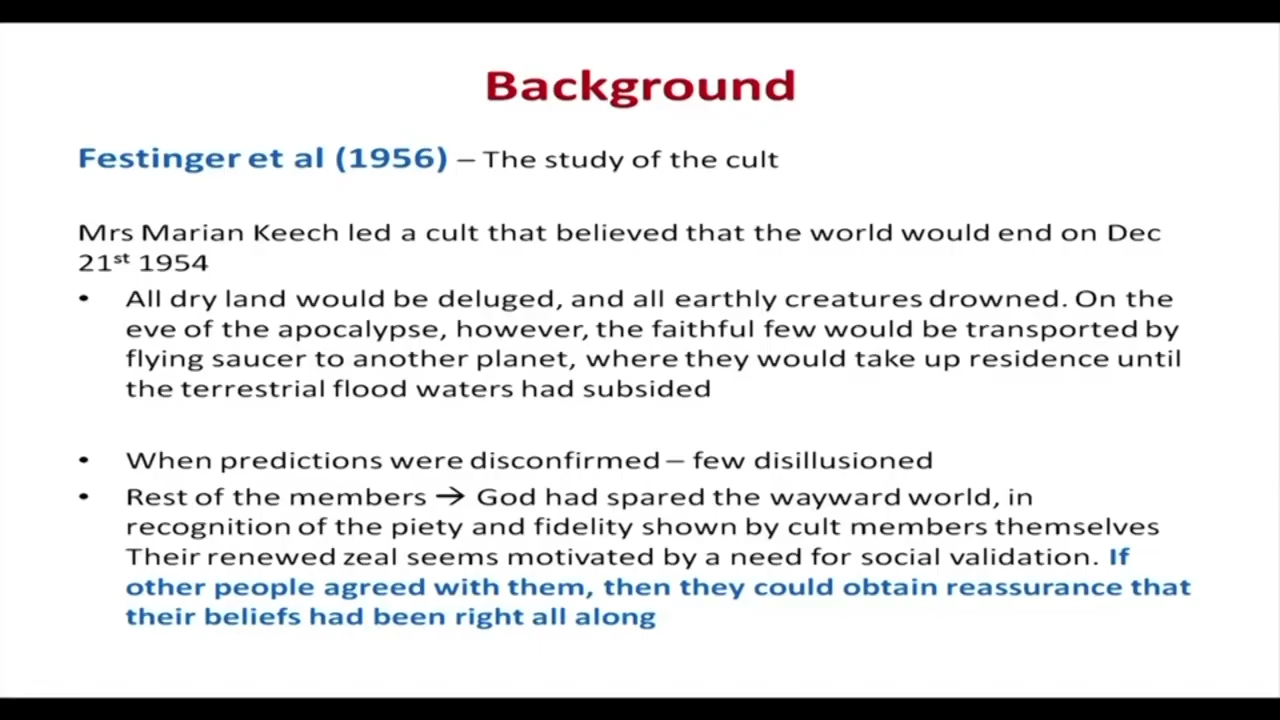 Background
Festinger et al (1956) – The study of the cult
Mrs Marian Keech led a cult that believed that the world would end on Dec
21st 1954
• All dry land would be deluged, and all earthly creatures drowned. On the
eve of the apocalypse, however, the faithful few would be transported by
flying saucer to another planet, where they would take up residence until
the terrestrial flood waters had subsided
• When predictions were disconfirmed – few disillusioned
• Rest of the members → God had spared the wayward world, in
recognition of the piety and fidelity shown by cult members themselves
Their renewed zeal seems motivated by a need for social validation. If
other people agreed with them, then they could obtain reassurance that
their beliefs had been right all along